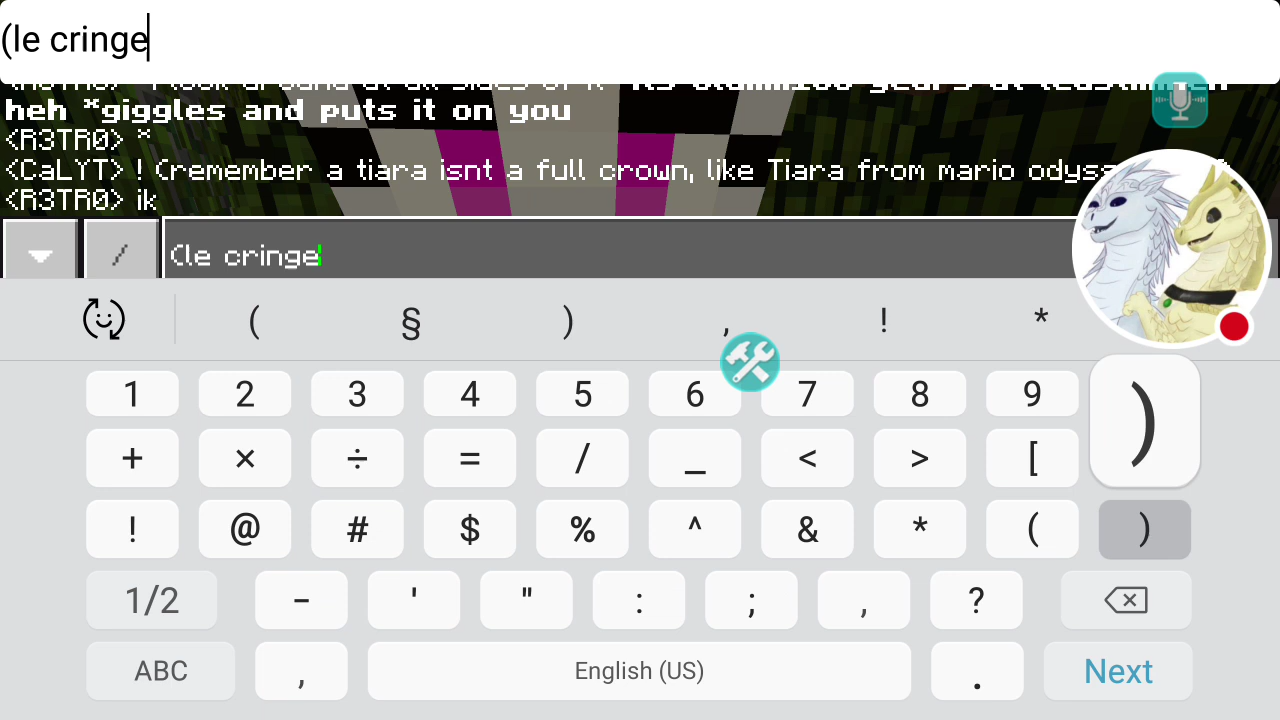 (le cringe
heh *giggles and puts it on you
<R3TR0> *
<CaLYT> ! (remember a tiara isnt a full crown, like Tiara from mario odyss
<R3TR0> ik
/ (le cringe
( § ) , ! *
1 2 3 4 5 6 7 8 9 )
+ × ÷ = / _ < > [
! @ # $ % ^ & * ( )
1/2 - ' " : ; , ?
ABC , English (US) . Next